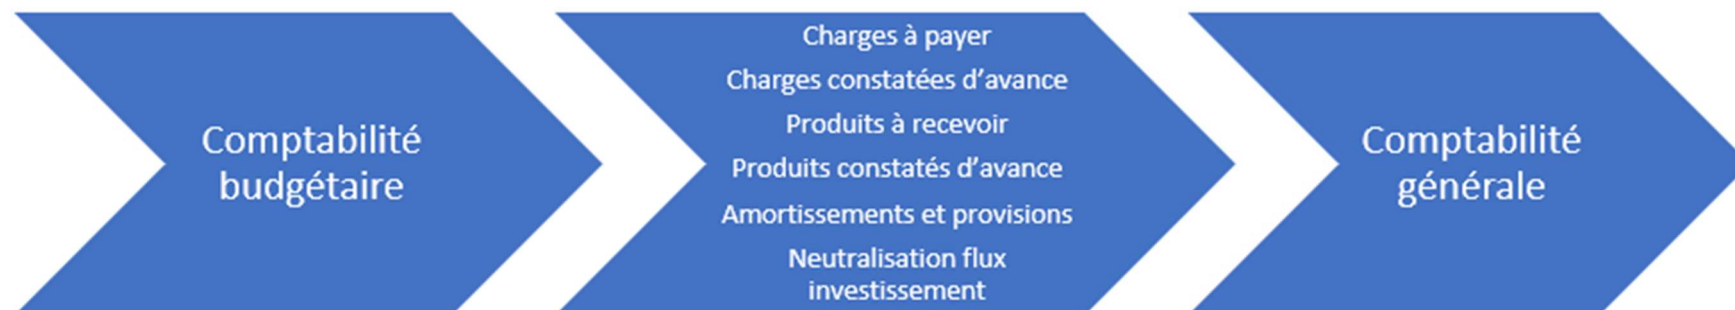 Comptabilité
budgétaire
Charges à payer
Charges constatées d’avance
Produits à recevoir
Produits constatés d’avance
Amortissements et provisions
Neutralisation flux
investissement
Comptabilité
générale